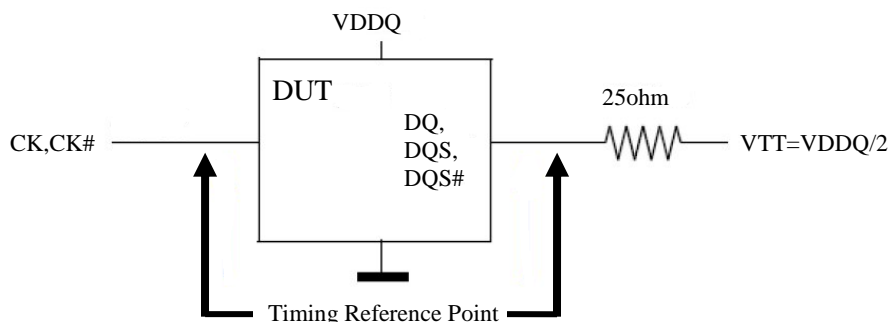 VDDQ
DUT
25ohm
DQ,
DQS,
DQS#
CK,CK#
VTT=VDDQ/2
Timing Reference Point